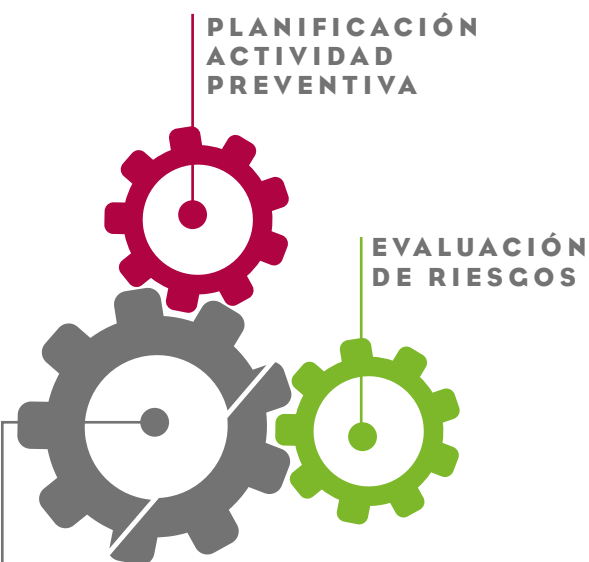 PLANIFICACIÓN
ACTIVIDAD
PREVENTIVA
EVALUACIÓN
DE RIESGOS